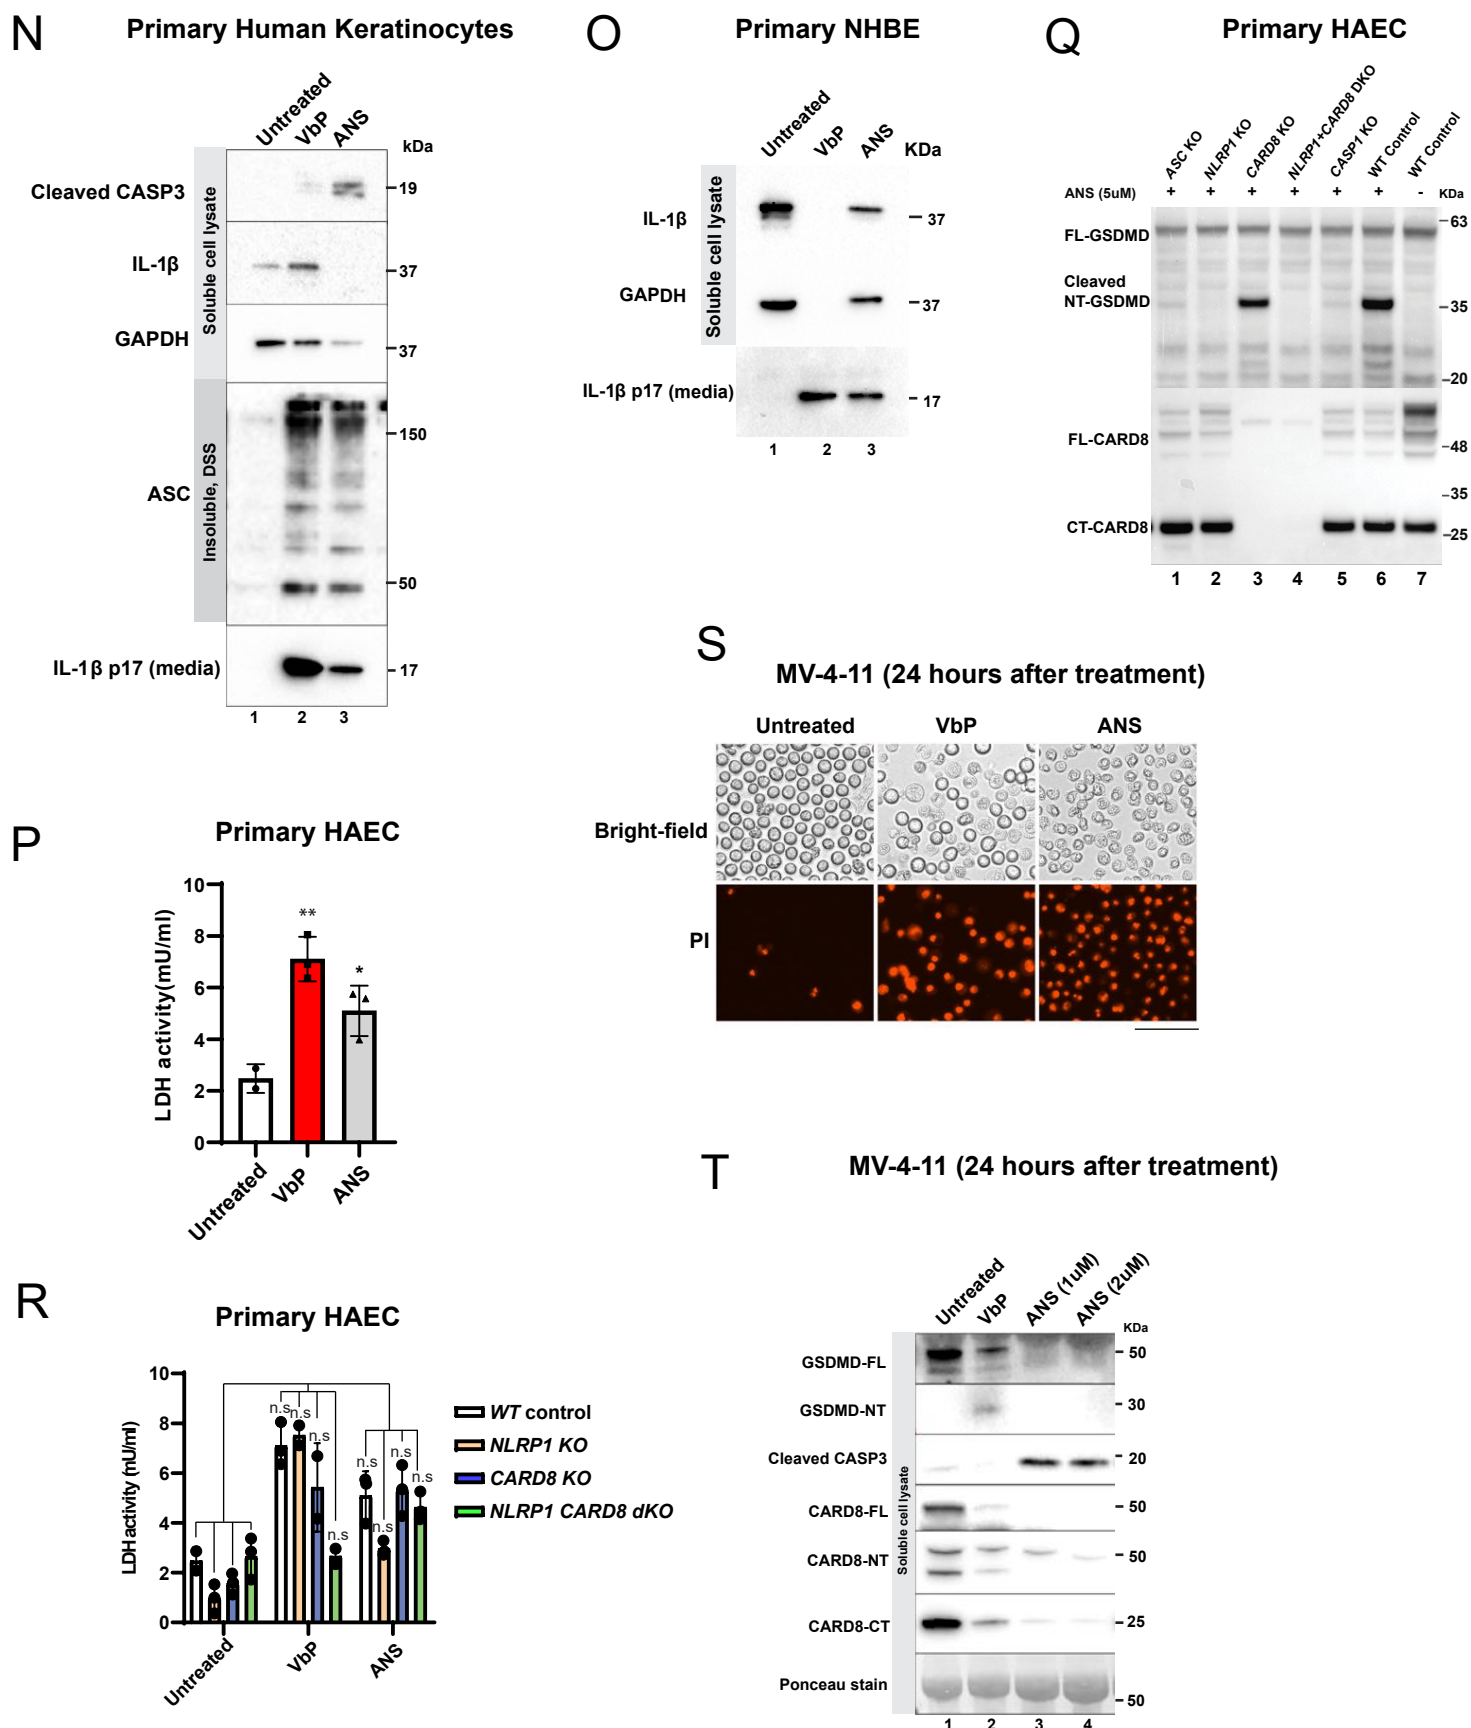 N
Primary Human Keratinocytes
Untreated
VbP
ANS
kDa
Soluble cell lysate
Cleaved CASP3
19
IL-1β
37
GAPDH
37
Insoluble, DSS
ASC
150
50
IL-1β p17 (media)
17
1 2 3
O
Primary NHBE
Untreated
VbP
ANS
KDa
Soluble cell lysate
IL-1β
37
GAPDH
37
IL-1β p17 (media)
17
1 2 3
Q
Primary HAEC
ASC KO
NLRP1 KO
CARD8 KO
NLRP1+CARD8 DKO
CASP1 KO
WT Control
WT Control
ANS (5uM) + + + + + + -
KDa
FL-GSDMD
63
Cleaved
NT-GSDMD
35
20
FL-CARD8
48
35
CT-CARD8
25
1 2 3 4 5 6 7
S
MV-4-11 (24 hours after treatment)
Untreated VbP ANS
Bright-field
PI
P
Primary HAEC
LDH activity(mU/ml)
10
8
6
4
2
0
**
*
Untreated
VbP
ANS
T
MV-4-11 (24 hours after treatment)
Untreated
VbP
ANS (1uM)
ANS (2uM)
KDa
Soluble cell lysate
GSDMD-FL
50
GSDMD-NT
30
Cleaved CASP3
20
CARD8-FL
50
CARD8-NT
50
CARD8-CT
25
Ponceau stain
50
1 2 3 4
R
Primary HAEC
LDH activity (mU/ml)
10
8
6
4
2
0
n.s
n.s
n.s
n.s
n.s
n.s
n.s
n.s
Untreated
VbP
ANS
WT control
NLRP1 KO
CARD8 KO
NLRP1 CARD8 dKO